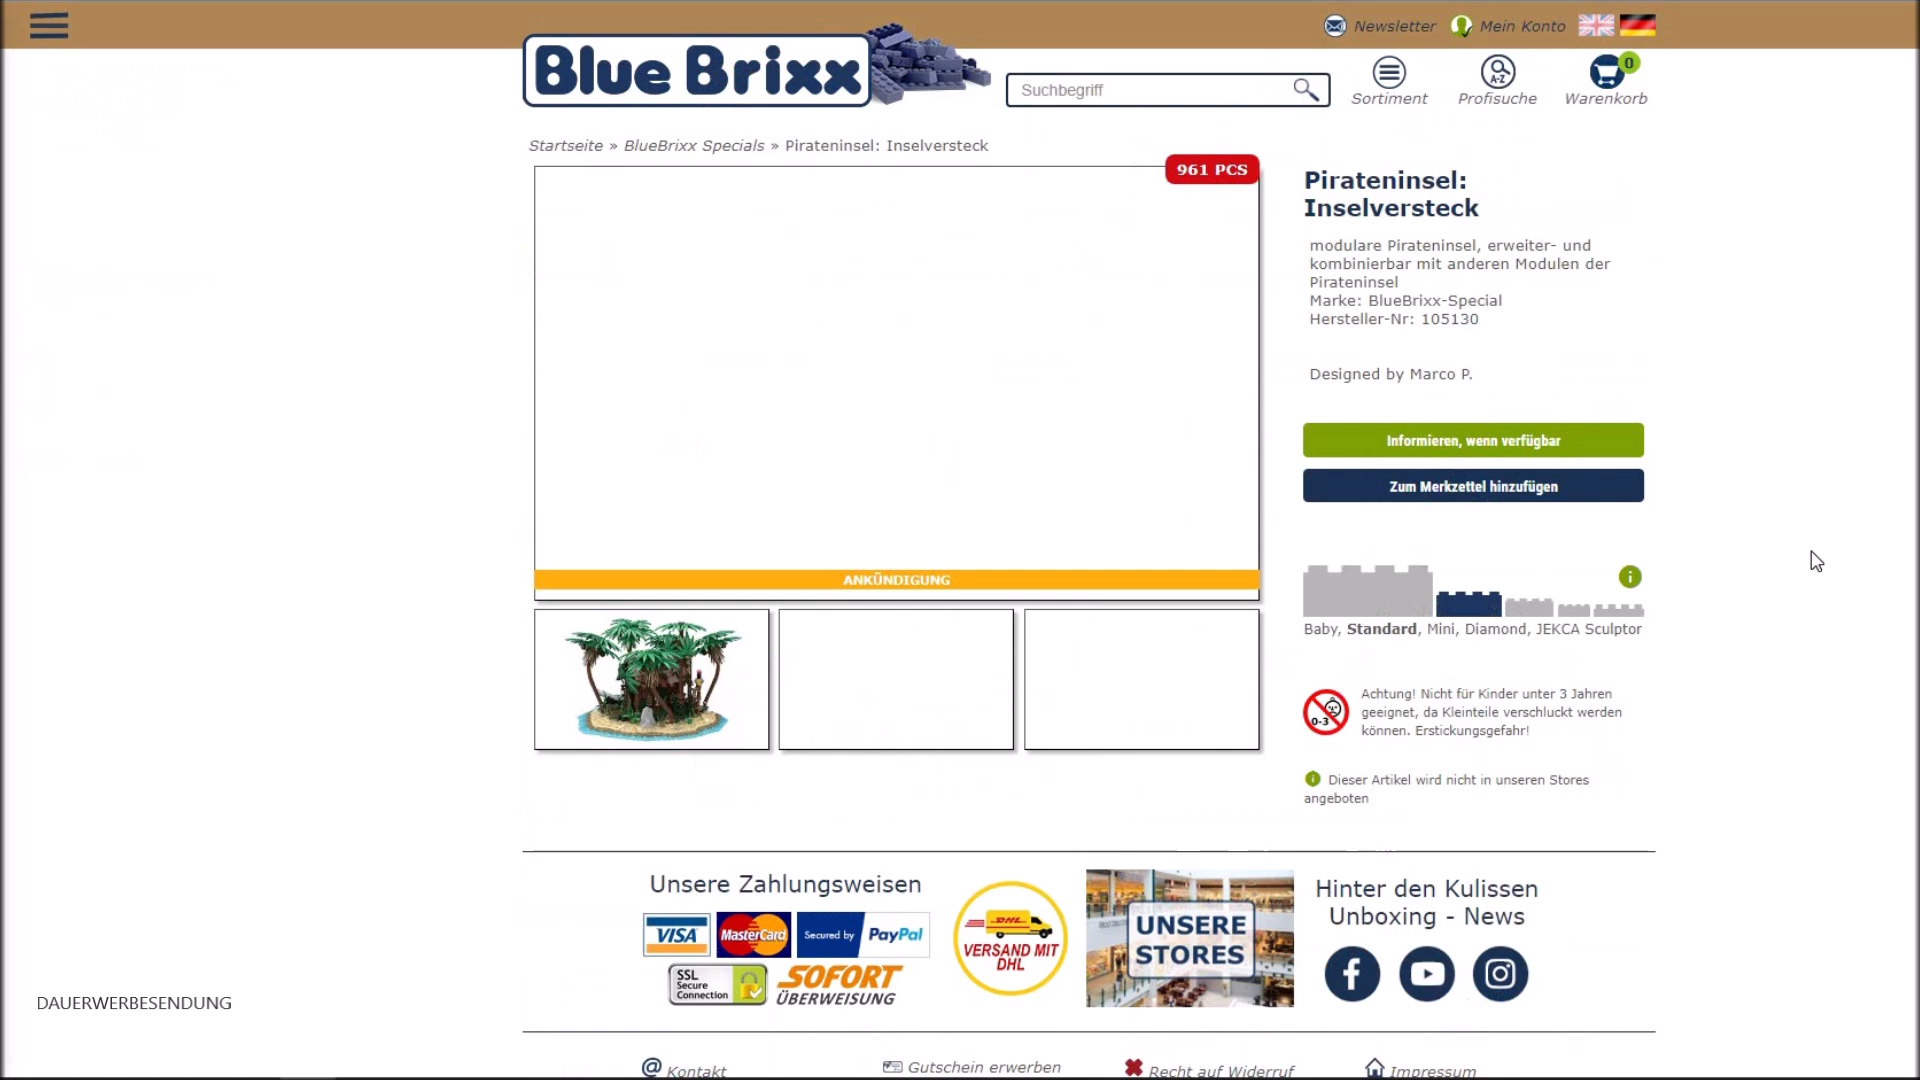 Newsletter
Mein Konto
Blue Brixx
Suchbegriff
Sortiment
A-Z
Profisuche
0
Warenkorb
Startseite » BlueBrixx Specials » Pirateninsel: Inselversteck
961 PCS
ANKÜNDIGUNG
Pirateninsel:
Inselversteck
modulare Pirateninsel, erweiter- und
kombinierbar mit anderen Modulen der
Pirateninsel
Marke: BlueBrixx-Special
Hersteller-Nr: 105130
Designed by Marco P.
Informieren, wenn verfügbar
Zum Merkzettel hinzufügen
i
Baby, Standard, Mini, Diamond, JEKCA Sculptor
0-3
Achtung! Nicht für Kinder unter 3 Jahren
geeignet, da Kleinteile verschluckt werden
können. Erstickungsgefahr!
i Dieser Artikel wird nicht in unseren Stores
angeboten
Unsere Zahlungsweisen
VISA
MasterCard
Secured by PayPal
SSL
Secure
Connection
SOFORT
ÜBERWEISUNG
DHL
VERSAND MIT
DHL
UNSERE
STORES
Hinter den Kulissen
Unboxing - News
DAUERWERBESENDUNG
Kontakt
Gutschein erwerben
Recht auf Widerruf
Impressum